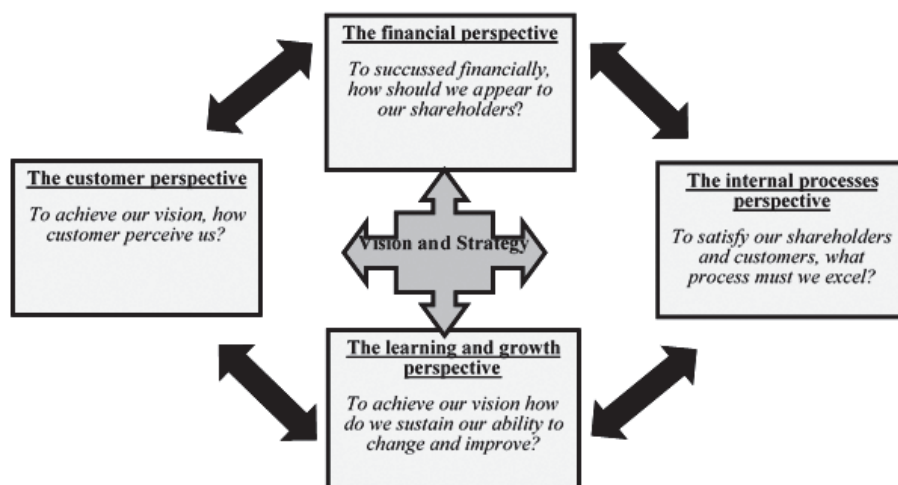 The financial perspective
To succussed financially,
how should we appear to
our shareholders?
The customer perspective
To achieve our vision, how
customer perceive us?
Vision and Strategy
The internal processes
perspective
To satisfy our shareholders
and customers, what
process must we excel?
The learning and growth
perspective
To achieve our vision how
do we sustain our ability to
change and improve?